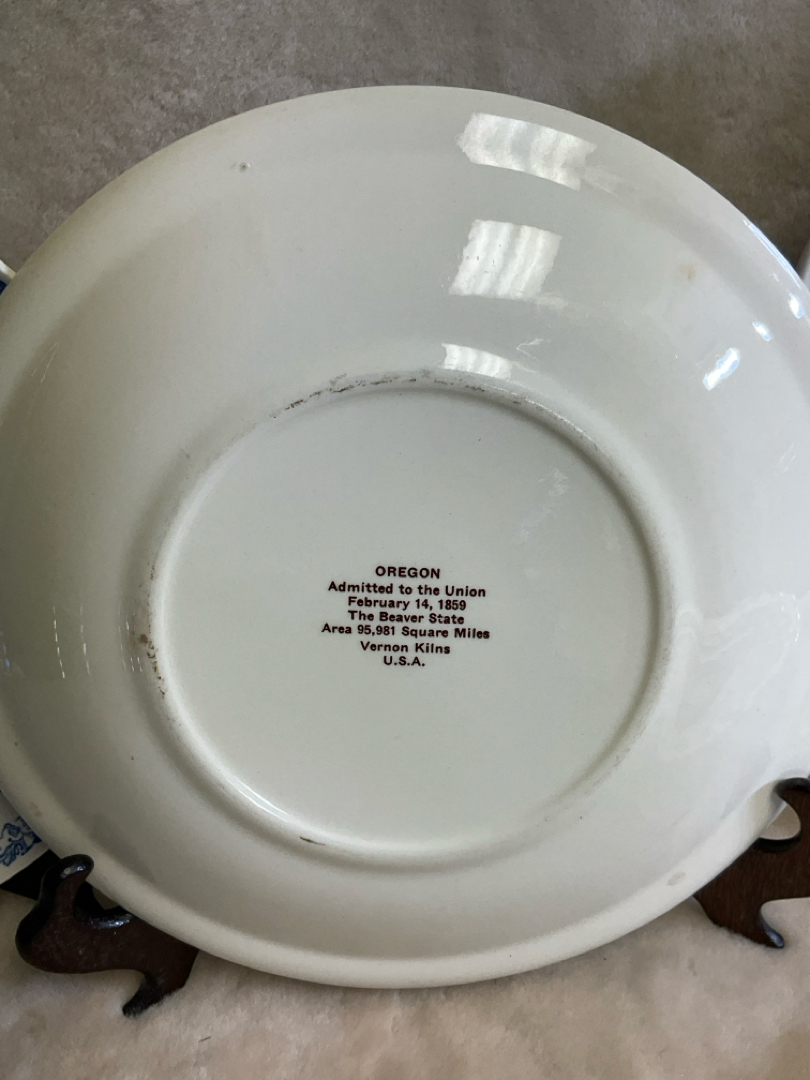 OREGON
Admitted to the Union
February 14, 1859
The Beaver State
Area 95,981 Square Miles
Vernon Kilns
U.S.A.